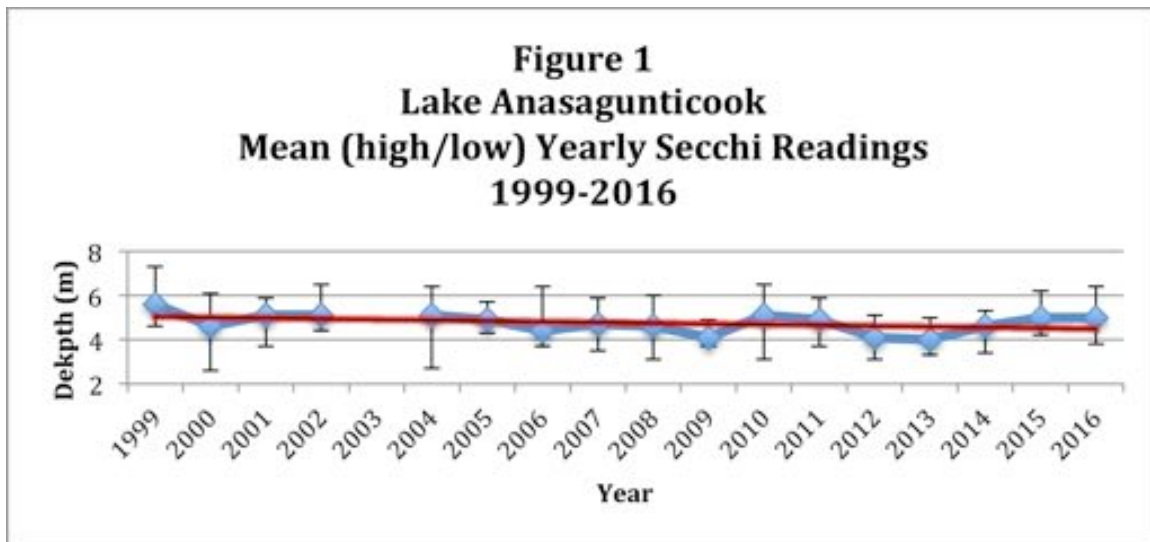 Figure 1
Lake Anasagunticook
Mean (high/low) Yearly Secchi Readings
1999-2016
Dekpth (m)
8
6
4
2
1999 2000 2001 2002 2003 2004 2005 2006 2007 2008 2009 2010 2011 2012 2013 2014 2015 2016
Year